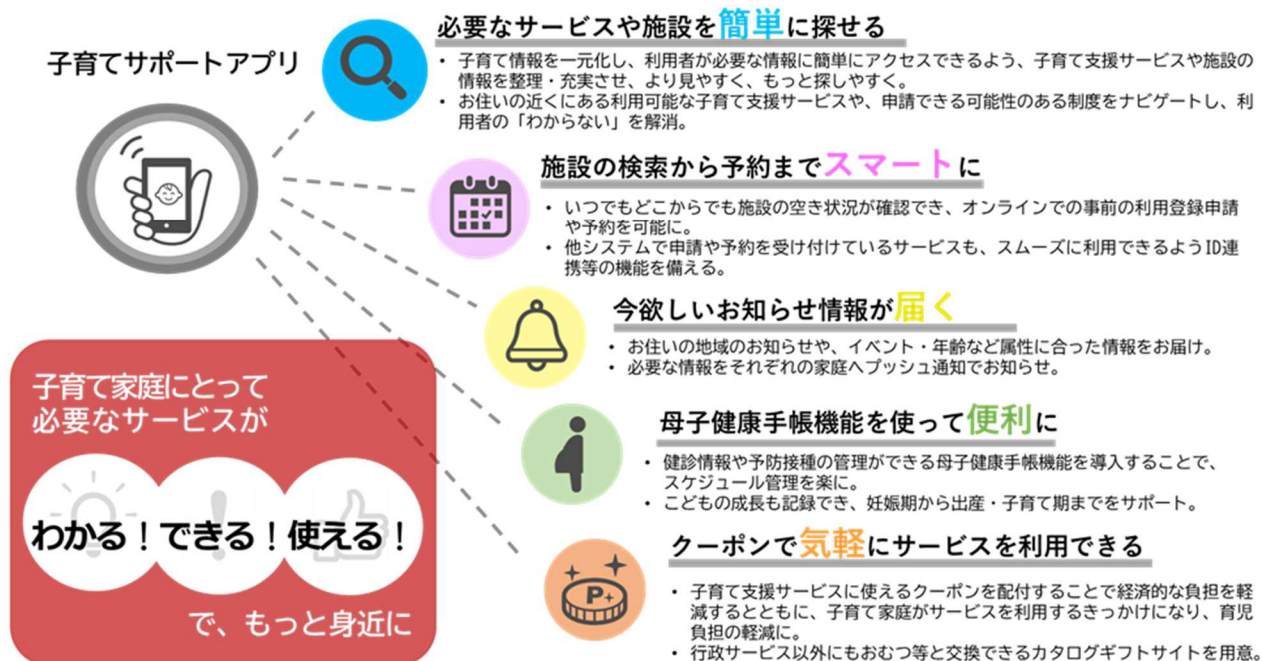 子育てサポートアプリ
必要なサービスや施設を簡単に探せる
・ 子育て情報を一元化し、利用者が必要な情報に簡単にアクセスできるよう、子育て支援サービスや施設の
情報を整理・充実させ、より見やすく、もっと探しやすく。
・ お住いの近くにある利用可能な子育て支援サービスや、申請できる可能性のある制度をナビゲートし、利
用者の「わからない」を解消。
施設の検索から予約までスマートに
・ いつでもどこからでも施設の空き状況が確認でき、オンラインでの事前の利用登録申請
や予約を可能に。
・ 他システムで申請や予約を受け付けているサービスも、スムーズに利用できるようID連
携等の機能を備える。
今欲しいお知らせ情報が届く
・ お住いの地域のお知らせや、イベント・年齢など属性に合った情報をお届け。
・ 必要な情報をそれぞれの家庭へプッシュ通知でお知らせ。
母子健康手帳機能を使って便利に
・ 健診情報や予防接種の管理ができる母子健康手帳機能を導入することで、
スケジュール管理を楽に。
・ こどもの成長も記録でき、妊娠期から出産・子育て期までをサポート。
クーポンで気軽にサービスを利用できる
P+
・ 子育て支援サービスに使えるクーポンを配付することで経済的な負担を軽
減するとともに、子育て家庭がサービスを利用するきっかけになり、育児
負担の軽減に。
・ 行政サービス以外にもおむつ等と交換できるカタログギフトサイトを用意。
子育て家庭にとって
必要なサービスが
わかる！できる！使える！
で、もっと身近に